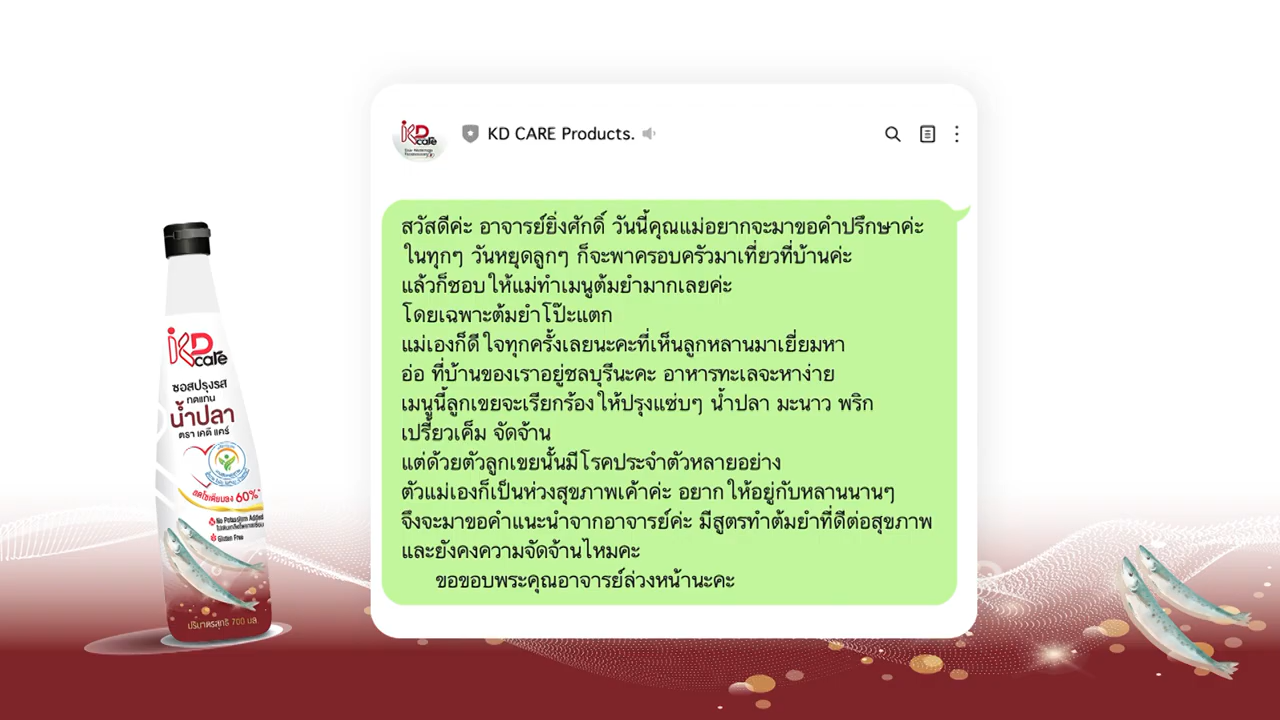 KD care
KD CARE Products.
สวัสดีค่ะ อาจารย์ยิ่งศักดิ์ วันนี้คุณแม่อยากจะมาขอคำปรึกษาค่ะ
ในทุกๆ วันหยุดลูกๆ ก็จะพาครอบครัวมาเที่ยวที่บ้านค่ะ
แล้วก็ชอบให้แม่ทำเมนูต้มยำมากเลยค่ะ
โดยเฉพาะต้มยำโป๊ะแตก
แม่เองก็ดีใจทุกครั้งเลยนะคะที่เห็นลูกหลานมาเยี่ยมหา
อ่อ ที่บ้านของเราอยู่ชลบุรีนะคะ อาหารทะเลจะหาง่าย
เมนูนี้ลูกเขยจะเรียกร้องให้ปรุงแซ่บๆ น้ำปลา มะนาว พริก
เปรี้ยวเค็ม จัดจ้าน
แต่ด้วยตัวลูกเขยนั้นมีโรคประจำตัวหลายอย่าง
ตัวแม่เองก็เป็นห่วงสุขภาพเค้าค่ะ อยากให้อยู่กับหลานนานๆ
จึงจะมาขอคำแนะนำจากอาจารย์ค่ะ มีสูตรทำต้มยำที่ดีต่อสุขภาพ
และยังคงความจัดจ้านไหมคะ
ขอขอบพระคุณอาจารย์ล่วงหน้านะคะ
KD care
ซอสปรุงรส
ทดแทน
น้ำปลา
ตรา เคดี แคร์
ลดโซเดียมลง 60%*
No Potassium Added
Gluten Free
ปริมาตรสุทธิ 700 มล.